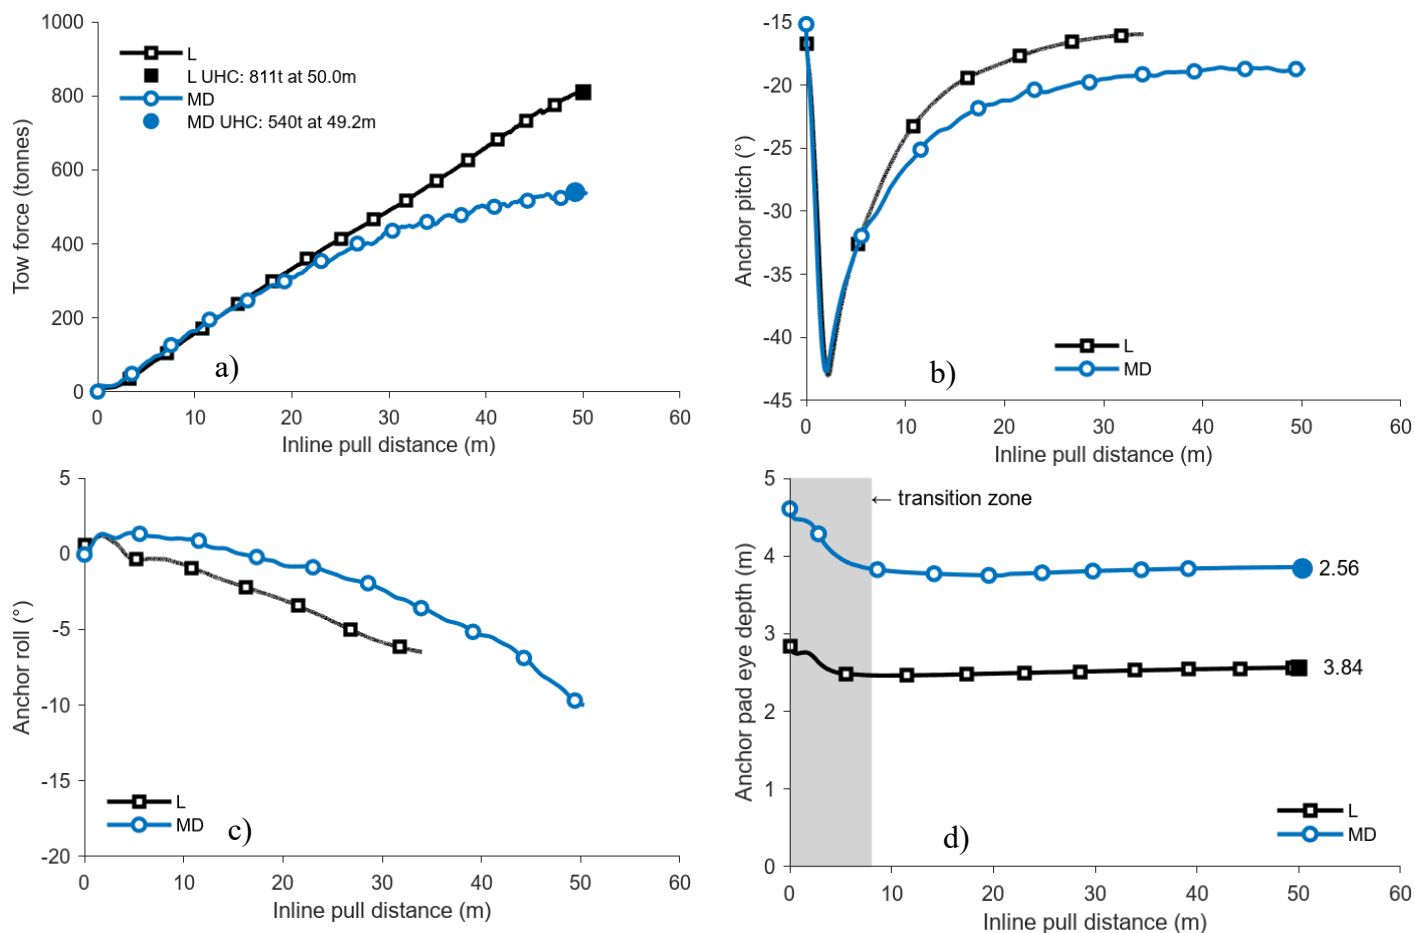 1000
800
600
400
200
0
Tow force (tonnes)
L
L UHC: 811t at 50.0m
MD
MD UHC: 540t at 49.2m
a)
0 10 20 30 40 50 60
Inline pull distance (m)
-15
-20
-25
-30
-35
-40
-45
Anchor pitch (°)
L
MD
b)
0 10 20 30 40 50 60
Inline pull distance (m)
5
0
-5
-10
-15
-20
Anchor roll (°)
L
MD
c)
0 10 20 30 40 50 60
Inline pull distance (m)
5
4
3
2
1
0
Anchor pad eye depth (m)
← transition zone
2.56
3.84
L
MD
d)
0 10 20 30 40 50 60
Inline pull distance (m)